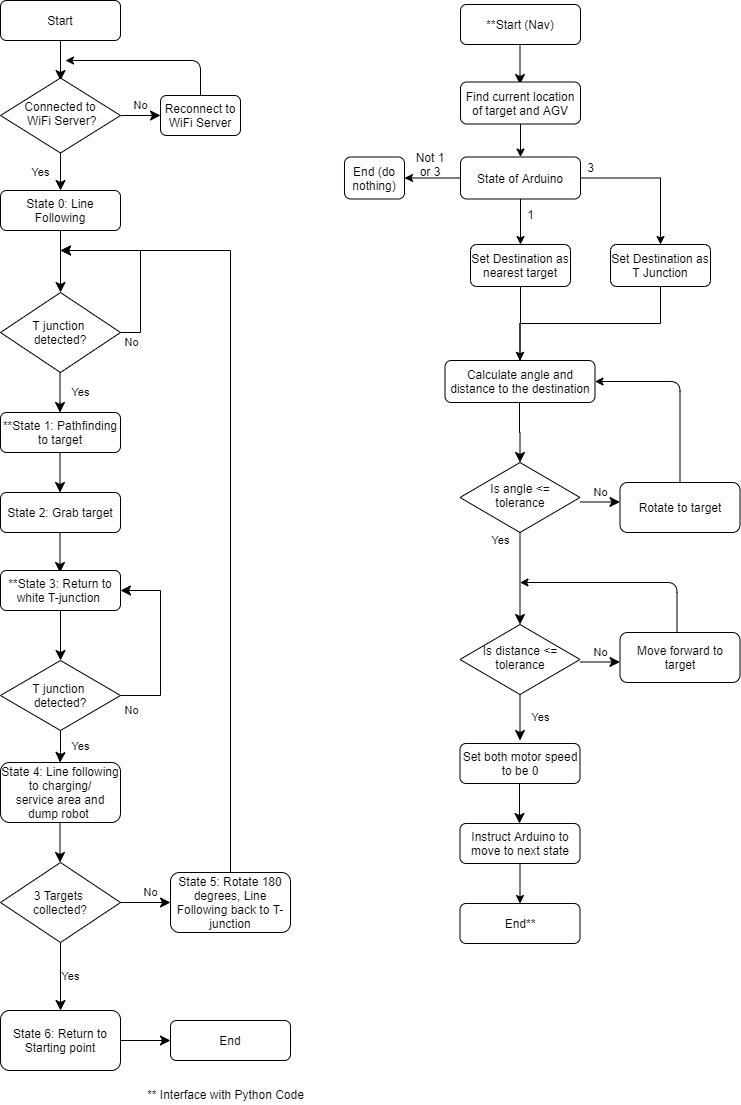 Start
Connected to
WiFi Server?
No
Reconnect to
WiFi Server
Yes
State 0: Line
Following
T junction
detected?
No
Yes
**State 1: Pathfinding
to target
State 2: Grab target
**State 3: Return to
white T-junction
T junction
detected?
No
Yes
State 4: Line following
to charging/
service area and
dump robot
3 Targets
collected?
No
State 5: Rotate 180
degrees, Line
Following back to T-
junction
Yes
State 6: Return to
Starting point
End
**Start (Nav)
Find current location
of target and AGV
State of Arduino
Not 1
or 3
End (do
nothing)
3
1
Set Destination as
nearest target
Set Destination as
T Junction
Calculate angle and
distance to the destination
Is angle <=
tolerance
No
Rotate to target
Yes
Is distance <=
tolerance
No
Move forward to
target
Yes
Set both motor speed
to be 0
Instruct Arduino to
move to next state
End**
** Interface with Python Code